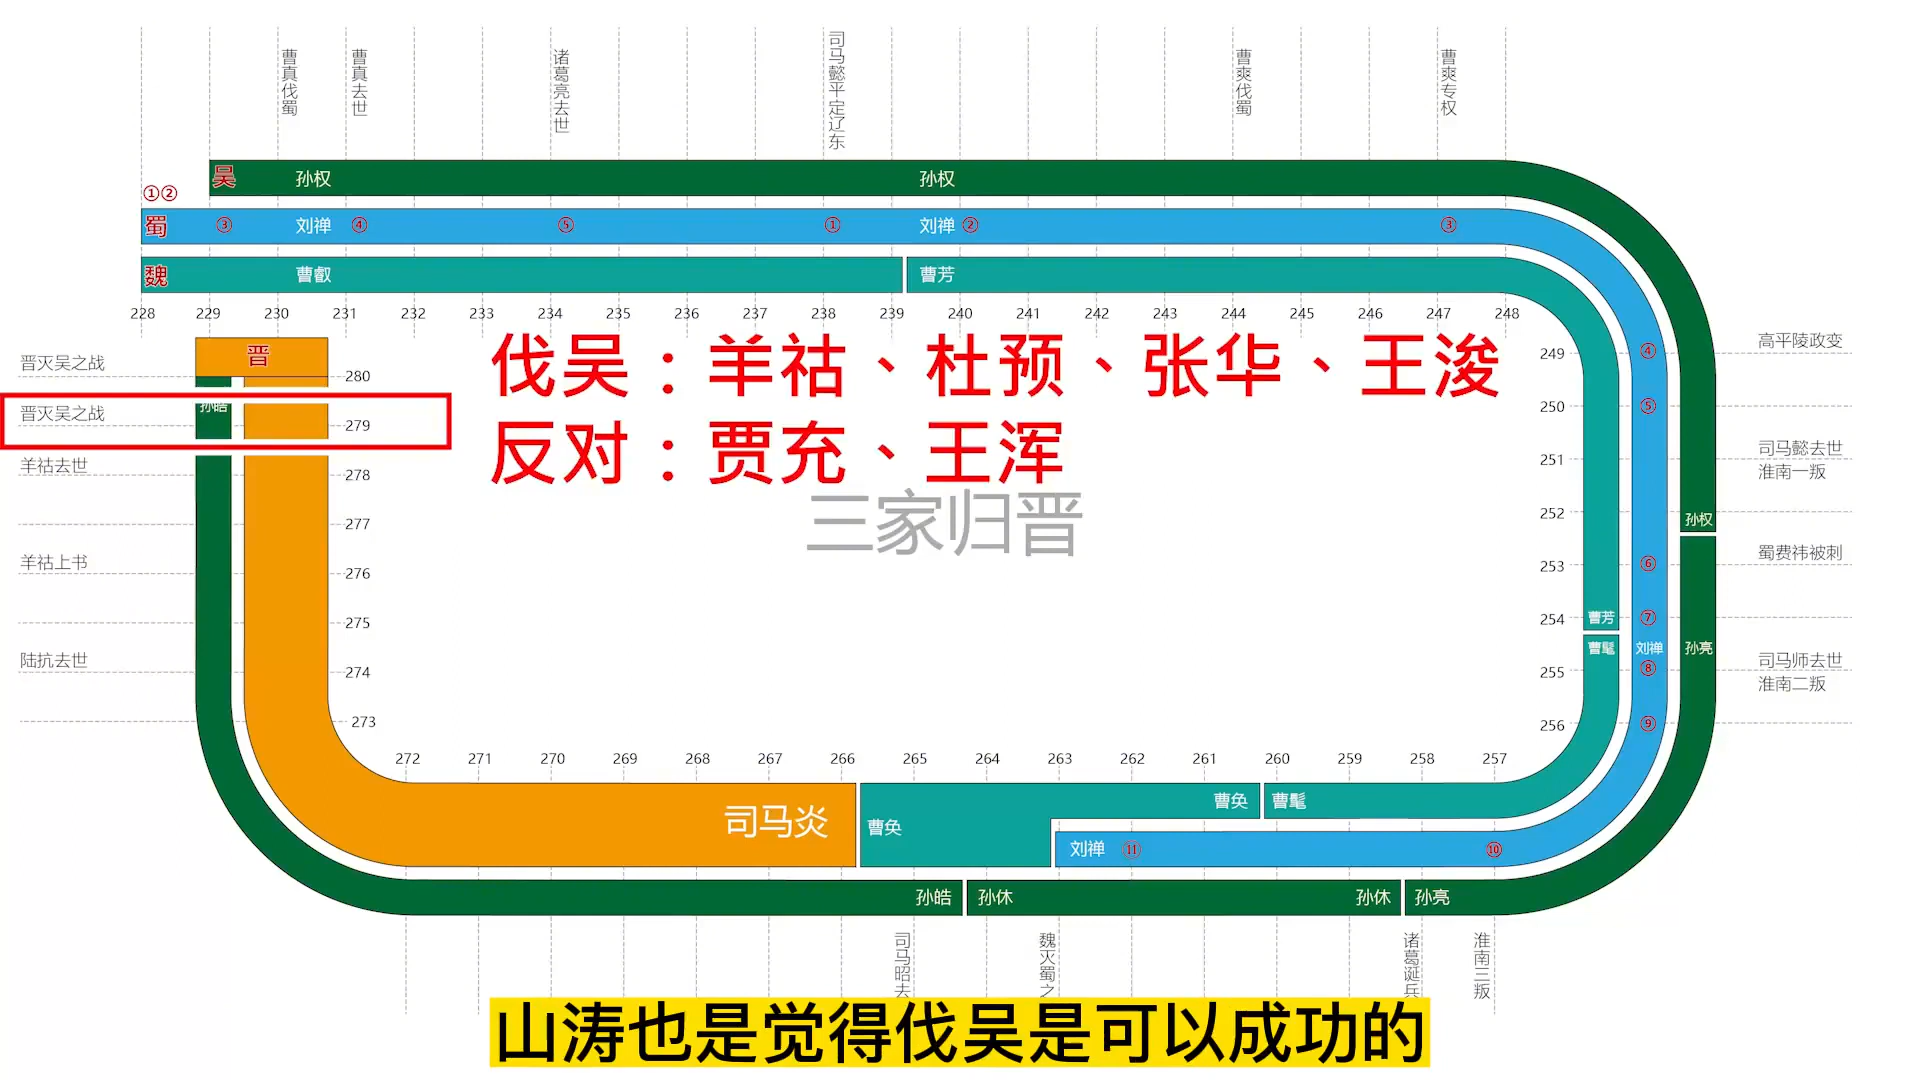 曹真伐蜀
曹真去世
诸葛亮去世
司马懿平定辽东
曹爽伐蜀
曹爽专权
吴 孙权 孙权
①②
蜀 ③ 刘禅 ④ ⑤ ① 刘禅 ② ③
魏 曹叡 曹芳
228 229 230 231 232 233 234 235 236 237 238 239 240 241 242 243 244 245 246 247 248
伐吴：羊祜、杜预、张华、王浚
反对：贾充、王浑
三家归晋
249 ④ 高平陵政变
250 ⑤
251 司马懿去世
淮南一叛
252 孙权
253 ⑥ 蜀费祎被刺
254 曹芳 ⑦
曹髦 刘禅 孙亮
255 ⑧ 司马师去世
淮南二叛
256 ⑨
晋
晋灭吴之战 280
晋灭吴之战 孙皓 279
羊祜去世 278
277
羊祜上书 276
275
陆抗去世 274
273
272 271 270 269 268 267 266 265 264 263 262 261 260 259 258 257
司马炎 曹奂 曹奂 曹髦
刘禅 ⑪ ⑩
孙皓 孙休 孙休 孙亮
司马昭去
魏灭蜀之
诸葛诞兵
淮南三叛
山涛也是觉得伐吴是可以成功的